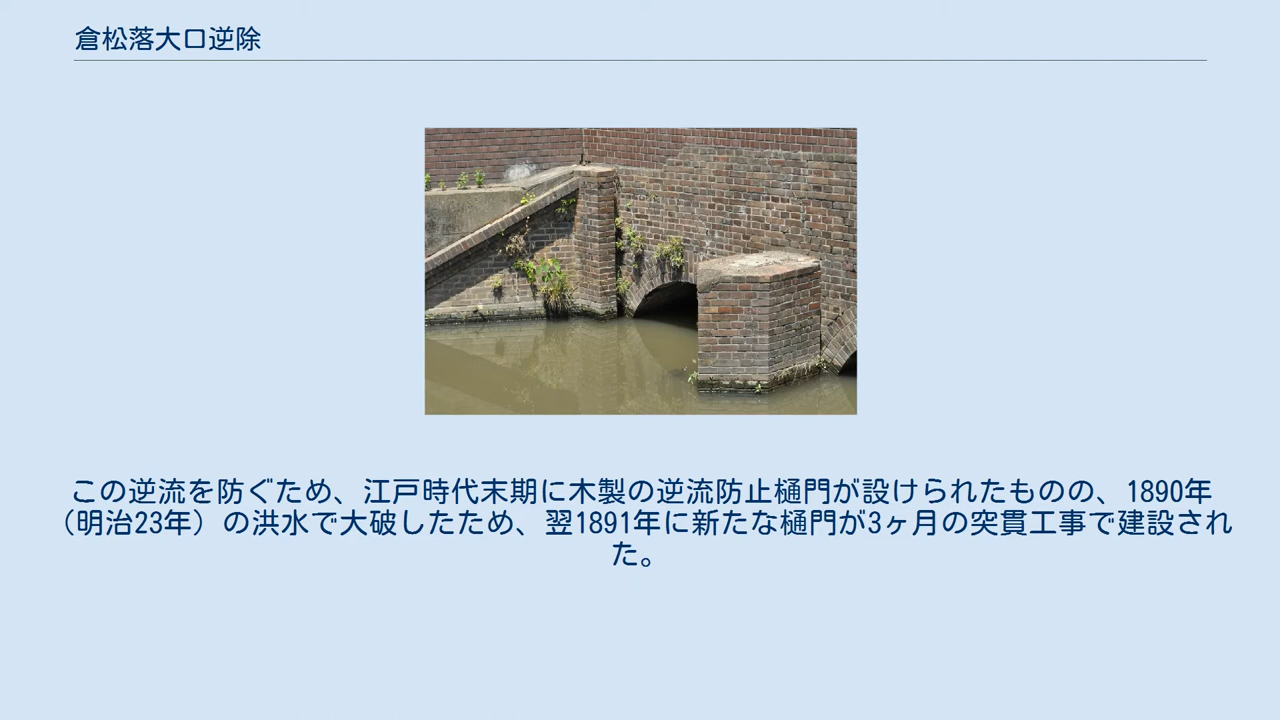 倉松落大口逆除
この逆流を防ぐため、江戸時代末期に木製の逆流防止樋門が設けられたものの、1890年
（明治23年）の洪水で大破したため、翌1891年に新たな樋門が3ヶ月の突貫工事で建設され
た。